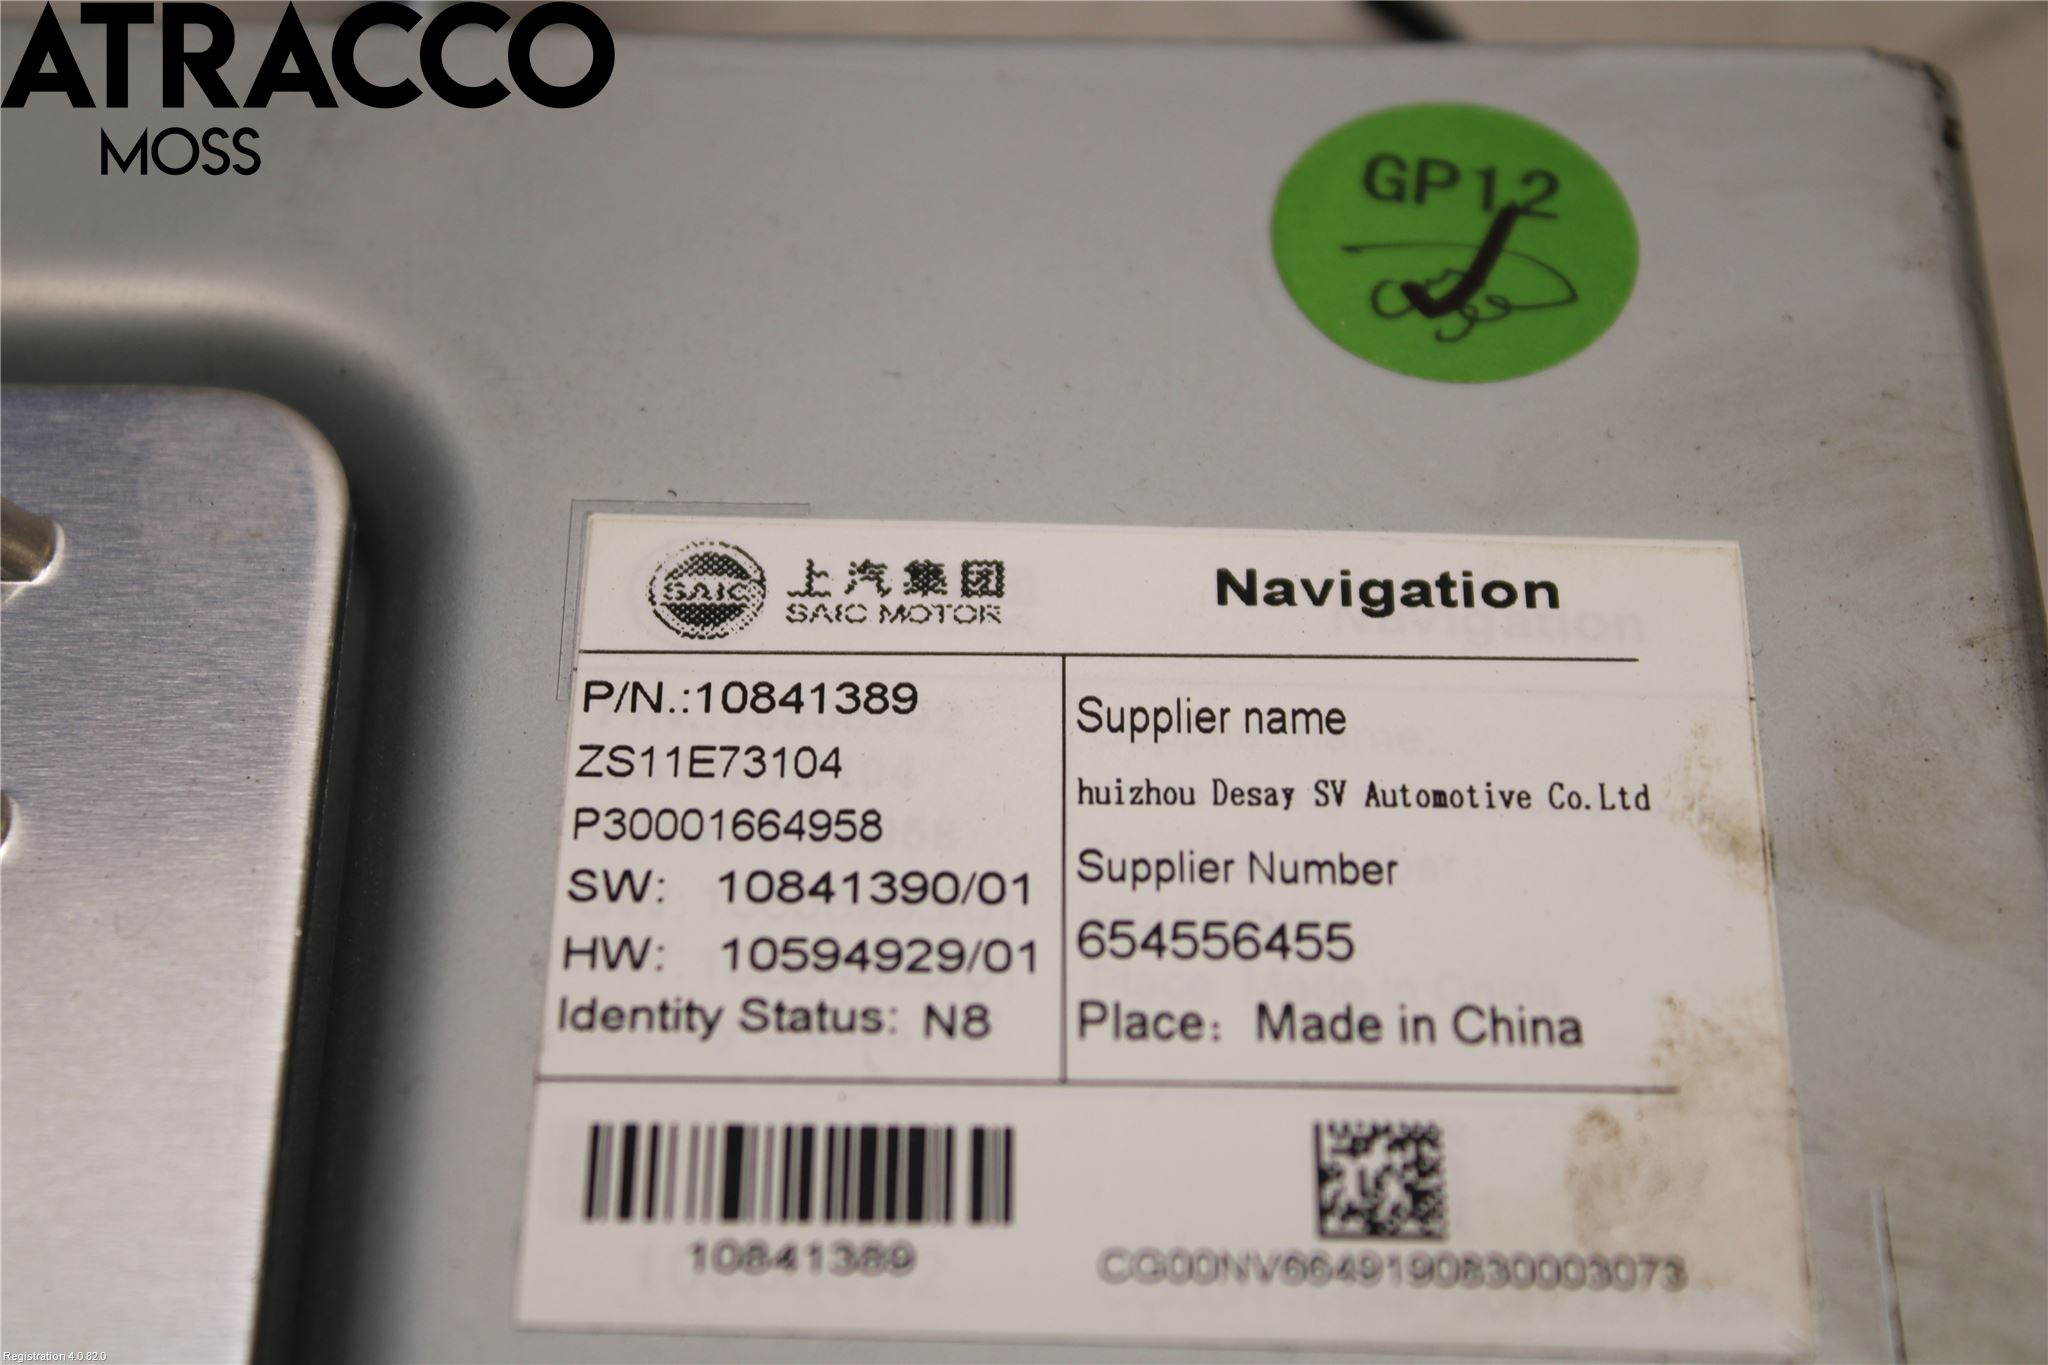 ATRACCO
MOSS
GP12
SAIC
上汽集团
SAIC MOTOR
Navigation
P/N.:10841389
ZS11E73104
P30001664958
SW: 10841390/01
HW: 10594929/01
Identity Status: N8
Supplier name
huizhou Desay SV Automotive Co.Ltd
Supplier Number
654556455
Place: Made in China
10841389
CG00NV6649190830003073
Registration 4.0.82.0